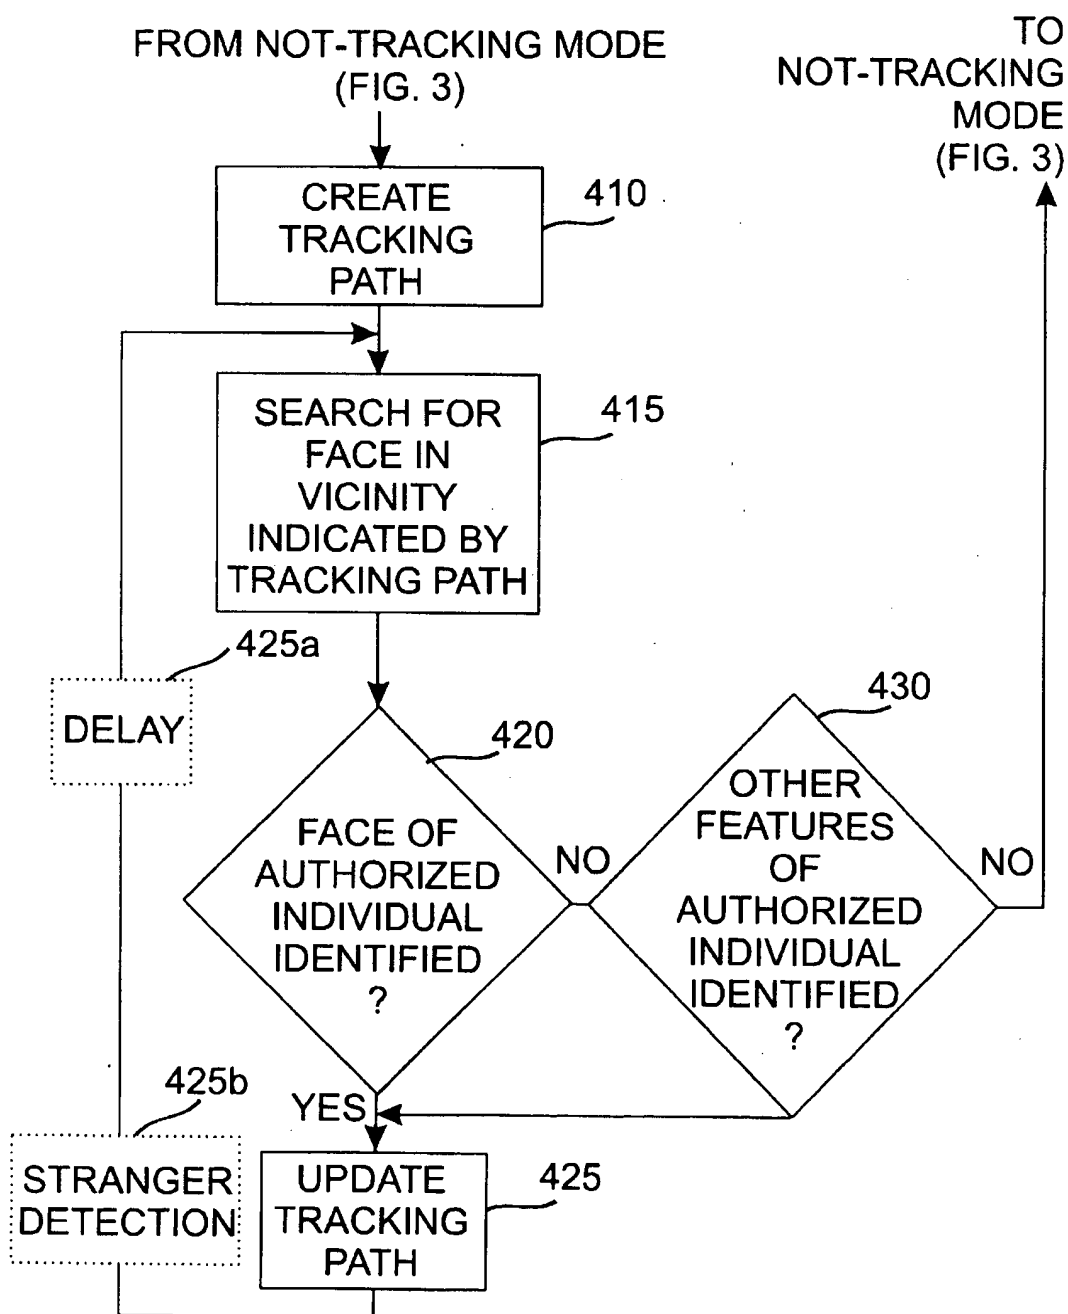 FROM NOT-TRACKING MODE
(FIG. 3)
TO
NOT-TRACKING
MODE
(FIG. 3)
CREATE
TRACKING
PATH
410
SEARCH FOR
FACE IN
VICINITY
INDICATED BY
TRACKING PATH
415
425a
DELAY
420
FACE OF
AUTHORIZED
INDIVIDUAL
IDENTIFIED
?
NO
430
OTHER
FEATURES
OF
AUTHORIZED
INDIVIDUAL
IDENTIFIED
?
NO
YES
425b
STRANGER
DETECTION
UPDATE
TRACKING
PATH
425